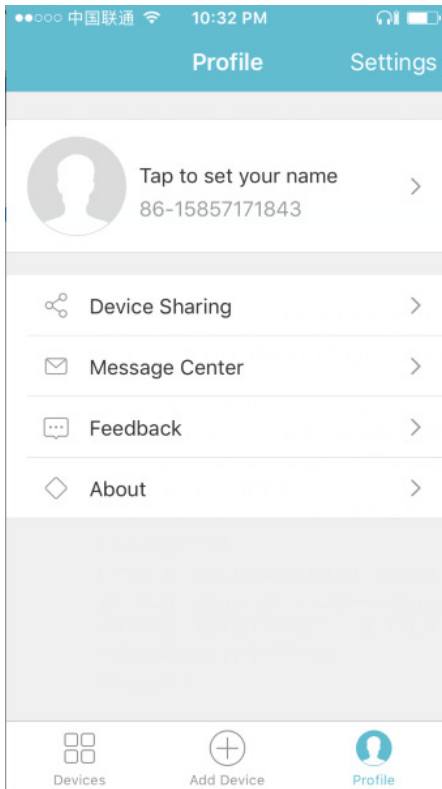 中国联通 10:32 PM
Profile Settings
Tap to set your name
86-15857171843
Device Sharing
Message Center
Feedback
About
Devices Add Device Profile